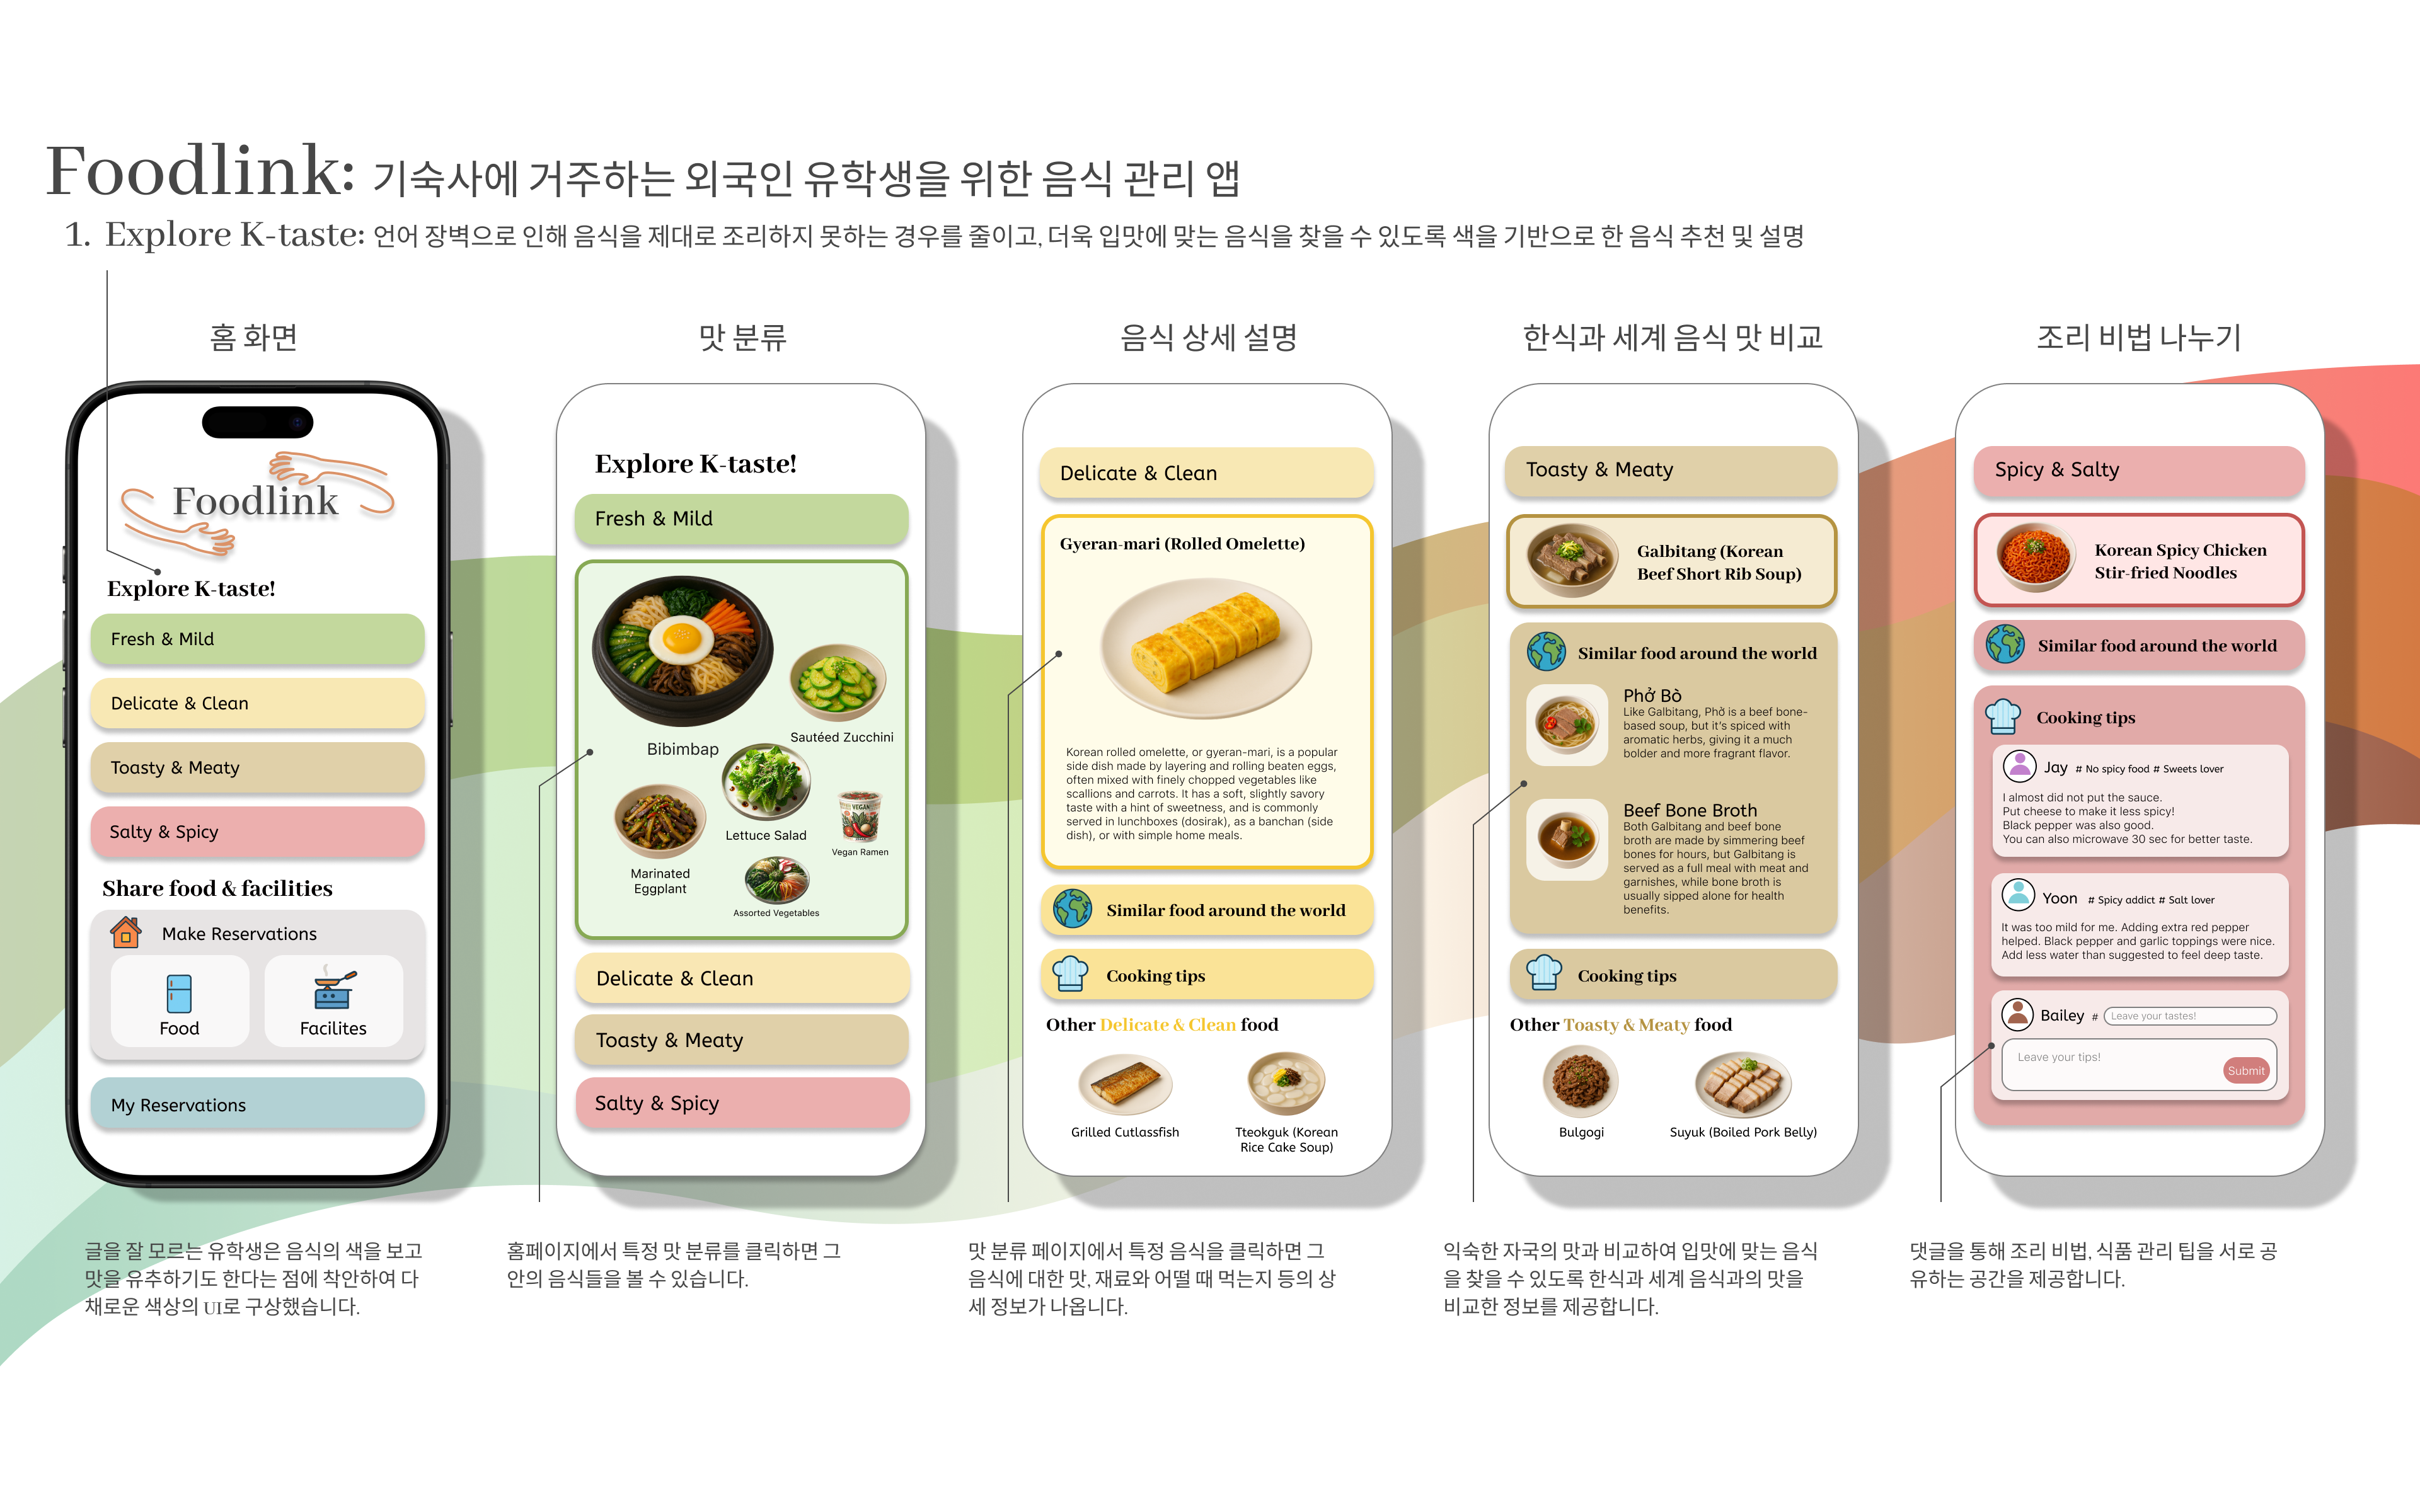 Foodlink: 기숙사에 거주하는 외국인 유학생을 위한 음식 관리 앱
1. Explore K-taste: 언어 장벽으로 인해 음식을 제대로 조리하지 못하는 경우를 줄이고, 더욱 입맛에 맞는 음식을 찾을 수 있도록 색을 기반으로 한 음식 추천 및 설명
홈 화면
Foodlink
Explore K-taste!
Fresh & Mild
Delicate & Clean
Toasty & Meaty
Salty & Spicy
Share food & facilities
Make Reservations
Food
Facilites
My Reservations
글을 잘 모르는 유학생은 음식의 색을 보고
맛을 유추하기도 한다는 점에 착안하여 다
채로운 색상의 UI로 구상했습니다.
맛 분류
Explore K-taste!
Fresh & Mild
Bibimbap
Sautéed Zucchini
Lettuce Salad
Marinated
Eggplant
VEGAN
Vegan Ramen
Assorted Vegetables
Delicate & Clean
Toasty & Meaty
Salty & Spicy
홈페이지에서 특정 맛 분류를 클릭하면 그
안의 음식들을 볼 수 있습니다.
음식 상세 설명
Delicate & Clean
Gyeran-mari (Rolled Omelette)
Korean rolled omelette, or gyeran-mari, is a popular
side dish made by layering and rolling beaten eggs,
often mixed with finely chopped vegetables like
scallions and carrots. It has a soft, slightly savory
taste with a hint of sweetness, and is commonly
served in lunchboxes (dosirak), as a banchan (side
dish), or with simple home meals.
Similar food around the world
Cooking tips
Other Delicate & Clean food
Grilled Cutlassfish
Tteokguk (Korean
Rice Cake Soup)
맛 분류 페이지에서 특정 음식을 클릭하면 그
음식에 대한 맛, 재료와 어떨 때 먹는지 등의 상
세 정보가 나옵니다.
한식과 세계 음식 맛 비교
Toasty & Meaty
Galbitang (Korean
Beef Short Rib Soup)
Similar food around the world
Phở Bò
Like Galbitang, Phở is a beef bone-
based soup, but it's spiced with
aromatic herbs, giving it a much
bolder and more fragrant flavor.
Beef Bone Broth
Both Galbitang and beef bone
broth are made by simmering beef
bones for hours, but Galbitang is
served as a full meal with meat and
garnishes, while bone broth is
usually sipped alone for health
benefits.
Cooking tips
Other Toasty & Meaty food
Bulgogi
Suyuk (Boiled Pork Belly)
익숙한 자국의 맛과 비교하여 입맛에 맞는 음식
을 찾을 수 있도록 한식과 세계 음식과의 맛을
비교한 정보를 제공합니다.
조리 비법 나누기
Spicy & Salty
Korean Spicy Chicken
Stir-fried Noodles
Similar food around the world
Cooking tips
Jay # No spicy food # Sweets lover
I almost did not put the sauce.
Put cheese to make it less spicy!
Black pepper was also good.
You can also microwave 30 sec for better taste.
Yoon # Spicy addict # Salt lover
It was too mild for me. Adding extra red pepper
helped. Black pepper and garlic toppings were nice.
Add less water than suggested to feel deep taste.
Bailey # Leave your tastes!
Leave your tips!
Submit
댓글을 통해 조리 비법, 식품 관리 팁을 서로 공
유하는 공간을 제공합니다.